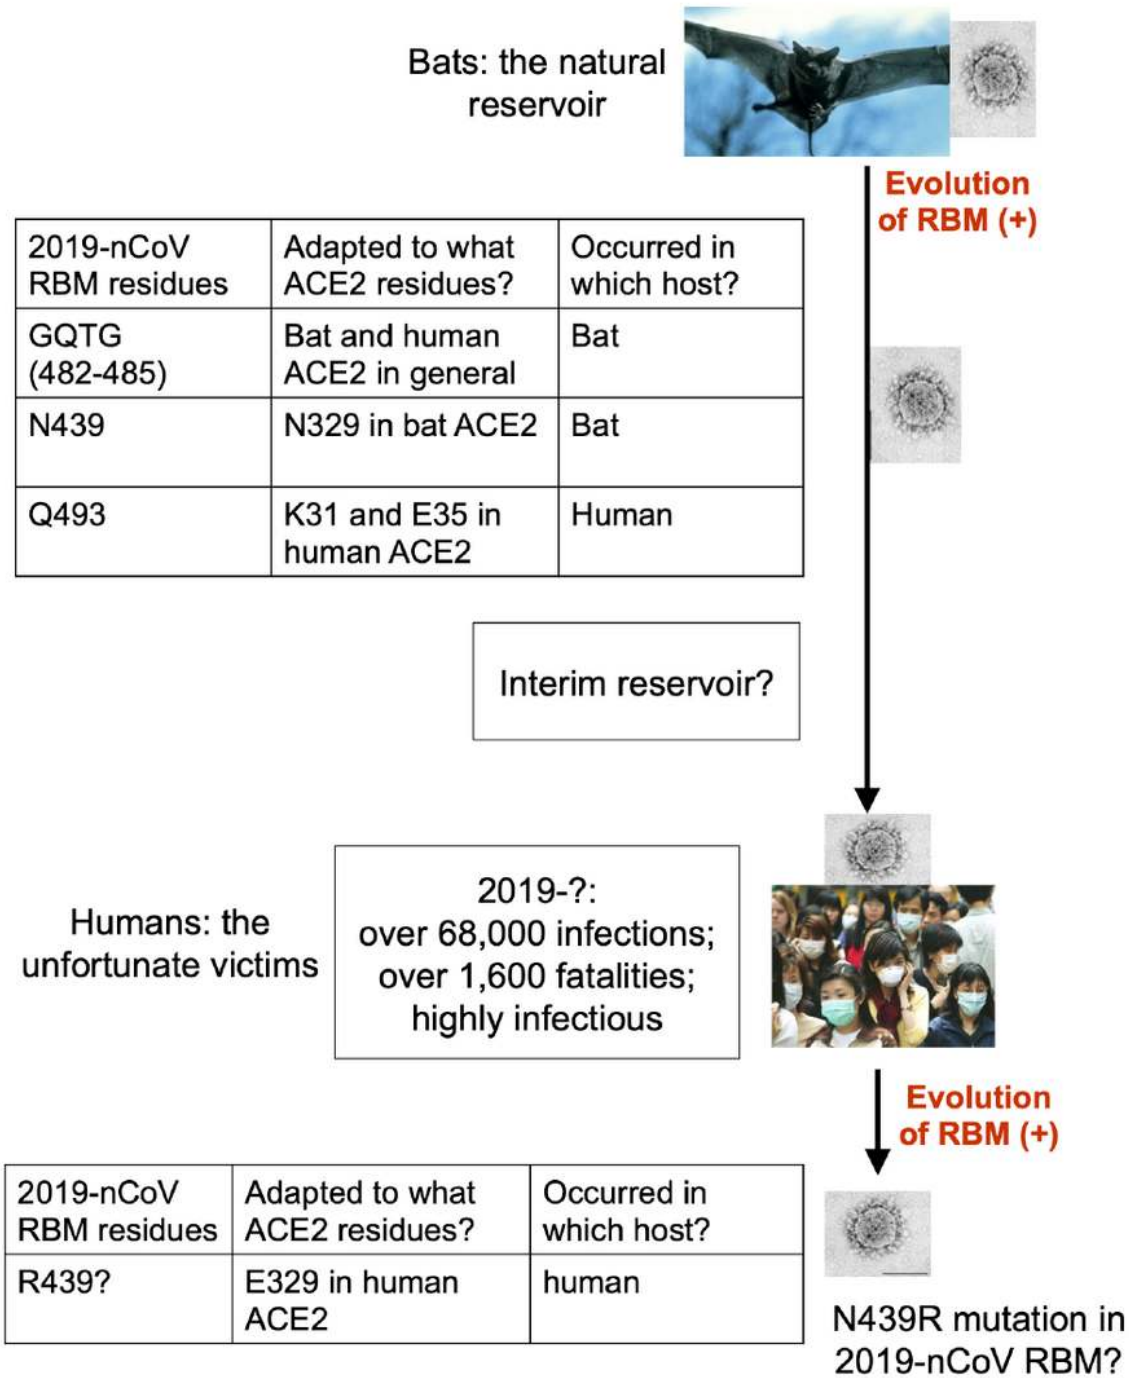 Bats: the natural
reservoir
Evolution
of RBM (+)
2019-nCoV
RBM residues
Adapted to what
ACE2 residues?
Occurred in
which host?
GQTG
(482-485)
Bat and human
ACE2 in general
Bat
N439
N329 in bat ACE2
Bat
Q493
K31 and E35 in
human ACE2
Human
Interim reservoir?
Humans: the
unfortunate victims
2019-?:
over 68,000 infections;
over 1,600 fatalities;
highly infectious
Evolution
of RBM (+)
2019-nCoV
RBM residues
Adapted to what
ACE2 residues?
Occurred in
which host?
R439?
E329 in human
ACE2
human
N439R mutation in
2019-nCoV RBM?